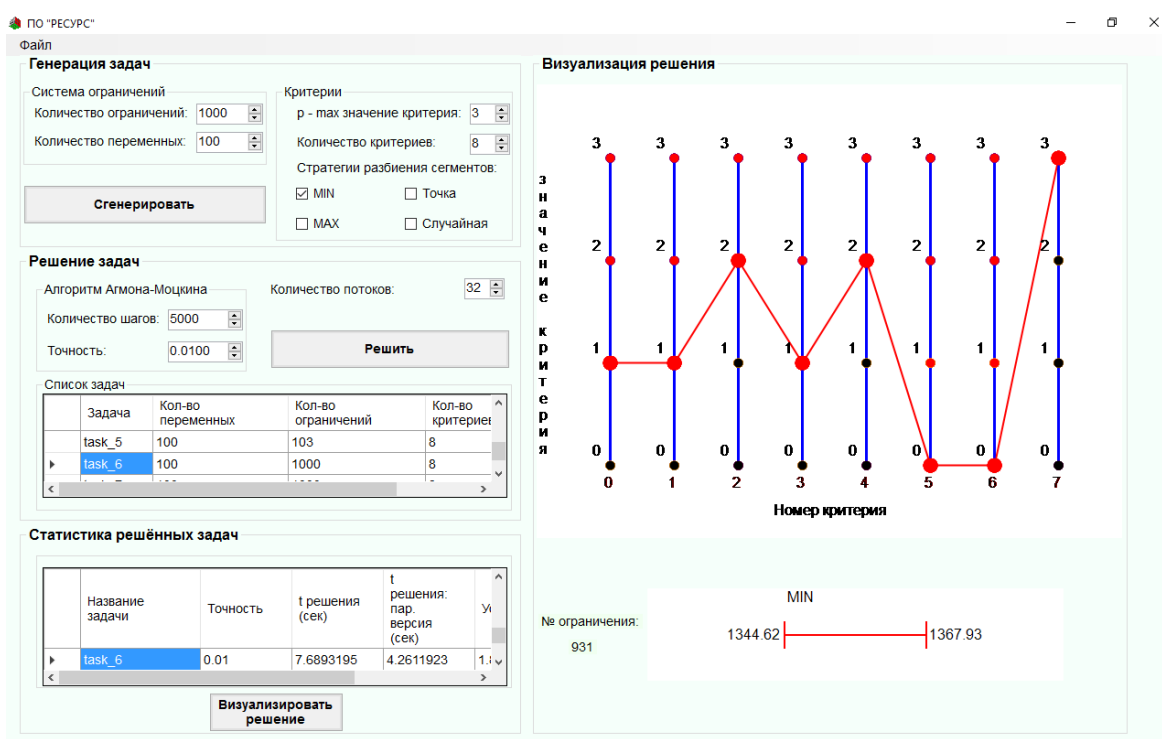 ПО "РЕСУРС"
Файл
Генерация задач
Система ограничений
Количество ограничений: 1000
Количество переменных: 100
Сгенерировать
Критерии
p - max значение критерия: 3
Количество критериев: 8
Стратегии разбиения сегментов:
MIN Точка
MAX Случайная
Решение задач
Алгоритм Агмона-Моцкина
Количество шагов: 5000
Точность: 0.0100
Количество потоков: 32
Решить
Список задач
Задача Кол-во переменных Кол-во ограничений Кол-во критериев
task_5 100 103 8
task_6 100 1000 8
Статистика решённых задач
Название задачи Точность t решения (сек) t решения: пар. версия (сек)
task_6 0.01 7.6893195 4.2611923
Визуализировать
решение
Визуализация решения
значение критерия
3 3 3 3 3 3 3 3
2 2 2 2 2 2 2 2
1 1 1 1 1 1 1 1
0 0 0 0 0 0 0 0
0 1 2 3 4 5 6 7
Номер критерия
№ ограничения:
931
MIN
1344.62 1367.93